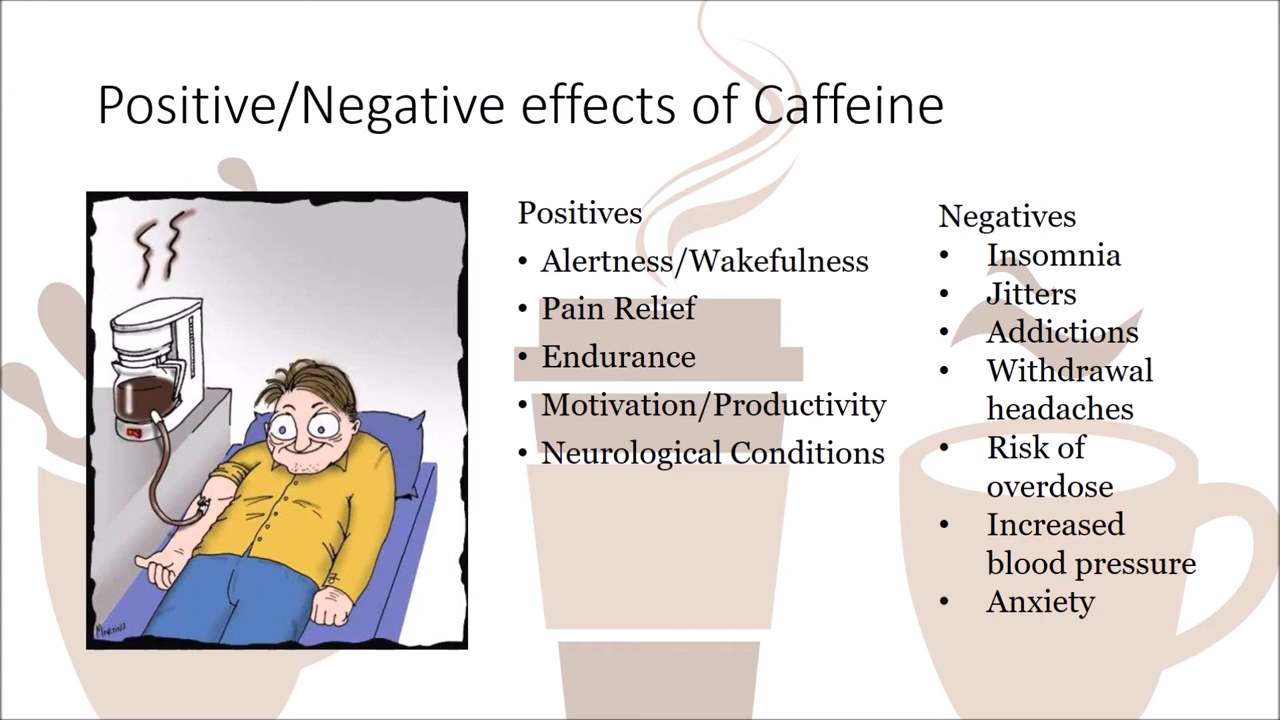 Positive/Negative effects of Caffeine
Positives
• Alertness/Wakefulness
• Pain Relief
• Endurance
• Motivation/Productivity
• Neurological Conditions
Negatives
• Insomnia
• Jitters
• Addictions
• Withdrawal
headaches
• Risk of
overdose
• Increased
blood pressure
• Anxiety